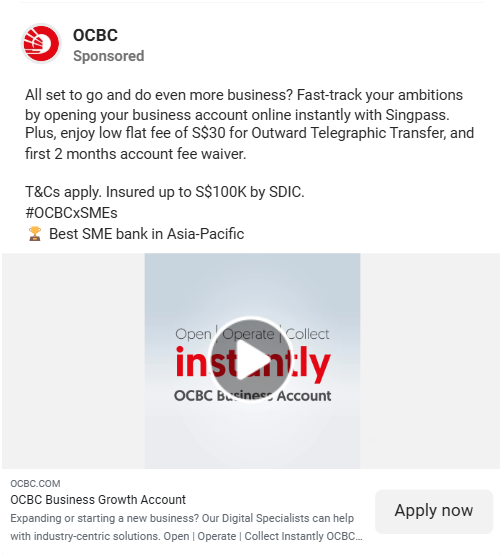 OCBC
Sponsored
All set to go and do even more business? Fast-track your ambitions
by opening your business account online instantly with Singpass.
Plus, enjoy low flat fee of S$30 for Outward Telegraphic Transfer, and
first 2 months account fee waiver.
T&Cs apply. Insured up to S$100K by SDIC.
#OCBCxSMEs
🏆 Best SME bank in Asia-Pacific
Open | Operate | Collect
instantly
OCBC Business Account
OCBC.COM
OCBC Business Growth Account
Expanding or starting a new business? Our Digital Specialists can help
with industry-centric solutions. Open | Operate | Collect Instantly OCBC...
Apply now